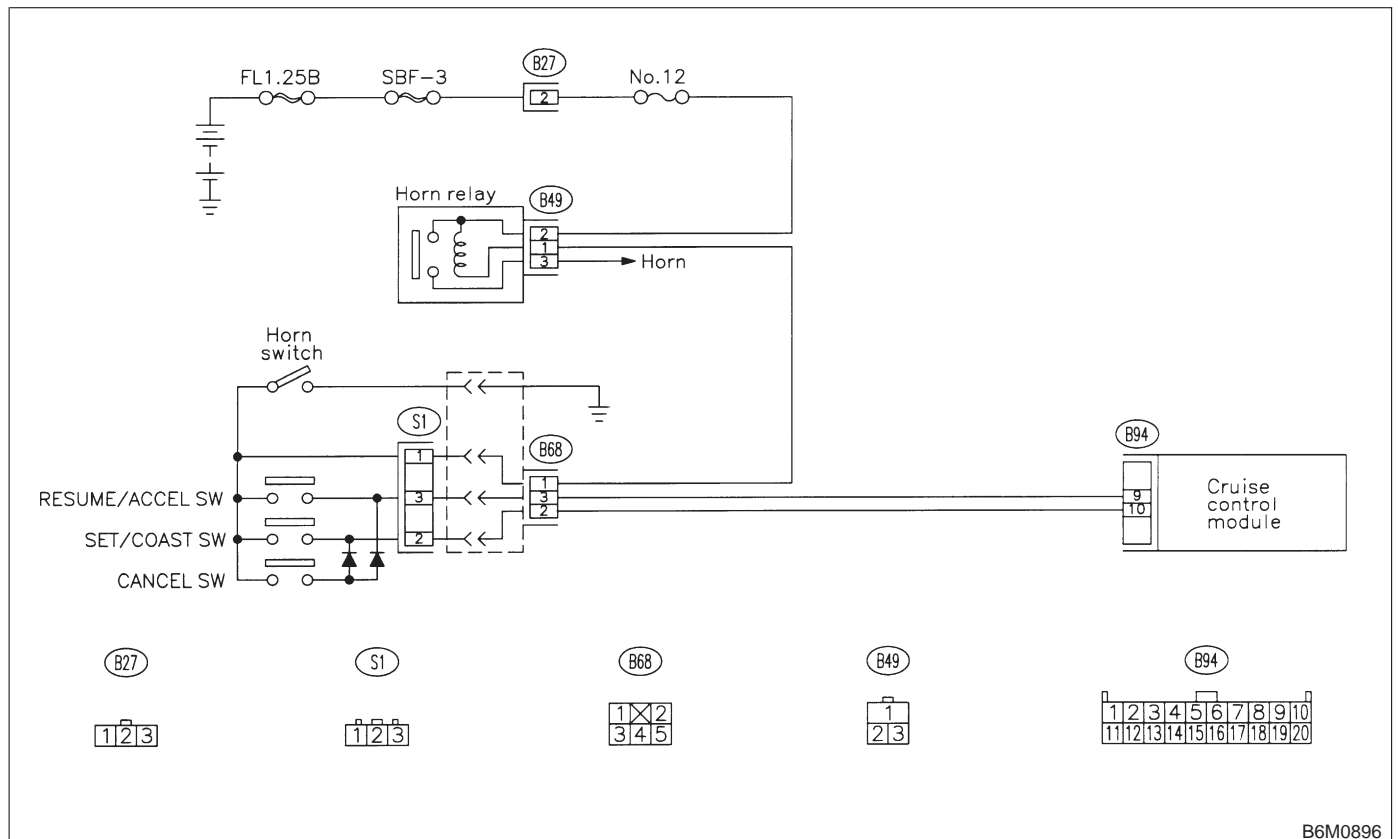 FL1.25B SBF-3 B27 No.12
2
Horn relay B49
2
1
3 Horn
Horn
switch
S1
B68
B94
1
1
RESUME/ACCEL SW 3 3 9 Cruise
2 10 control
SET/COAST SW 2 module
CANCEL SW
B27 S1 B68 B49 B94
1 2 3
1 2 3
1 2
3 4 5
1
2 3
1 2 3 4 5 6 7 8 9 10
11 12 13 14 15 16 17 18 19 20
B6M0896